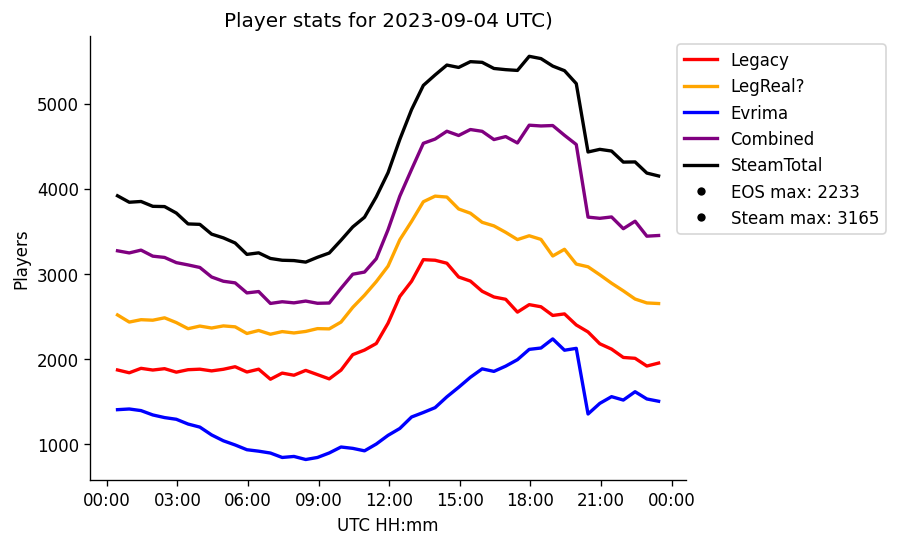 Player stats for 2023-09-04 UTC)
Legacy
LegReal?
Evrima
Combined
SteamTotal
EOS max: 2233
Steam max: 3165
Players
5000
4000
3000
2000
1000
00:00 03:00 06:00 09:00 12:00 15:00 18:00 21:00 00:00
UTC HH:mm